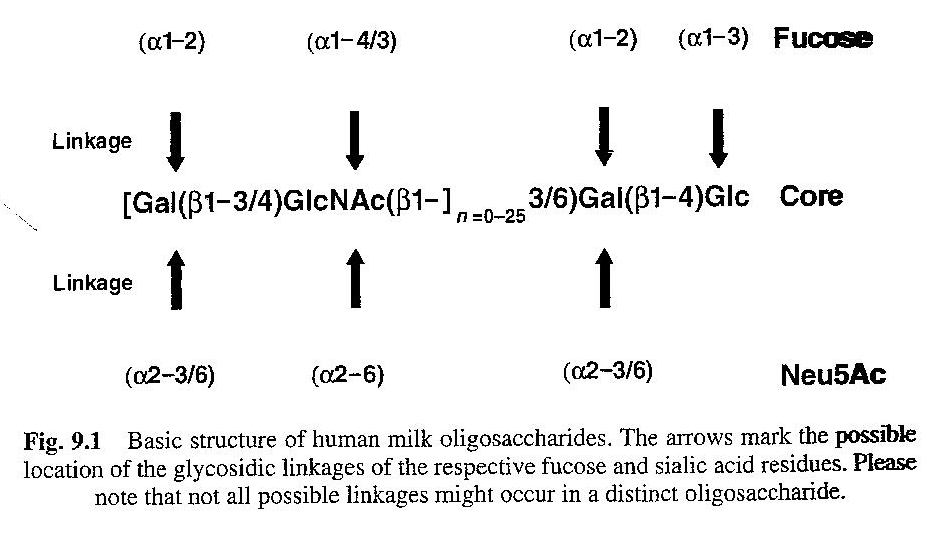 (α1–2) (α1–4/3) (α1–2) (α1–3) Fucose
Linkage
[Gal(β1–3/4)GlcNAc(β1–]n=0–25 3/6)Gal(β1–4)Glc Core
Linkage
(α2–3/6) (α2–6) (α2–3/6) Neu5Ac
Fig. 9.1 Basic structure of human milk oligosaccharides. The arrows mark the possible
location of the glycosidic linkages of the respective fucose and sialic acid residues. Please
note that not all possible linkages might occur in a distinct oligosaccharide.